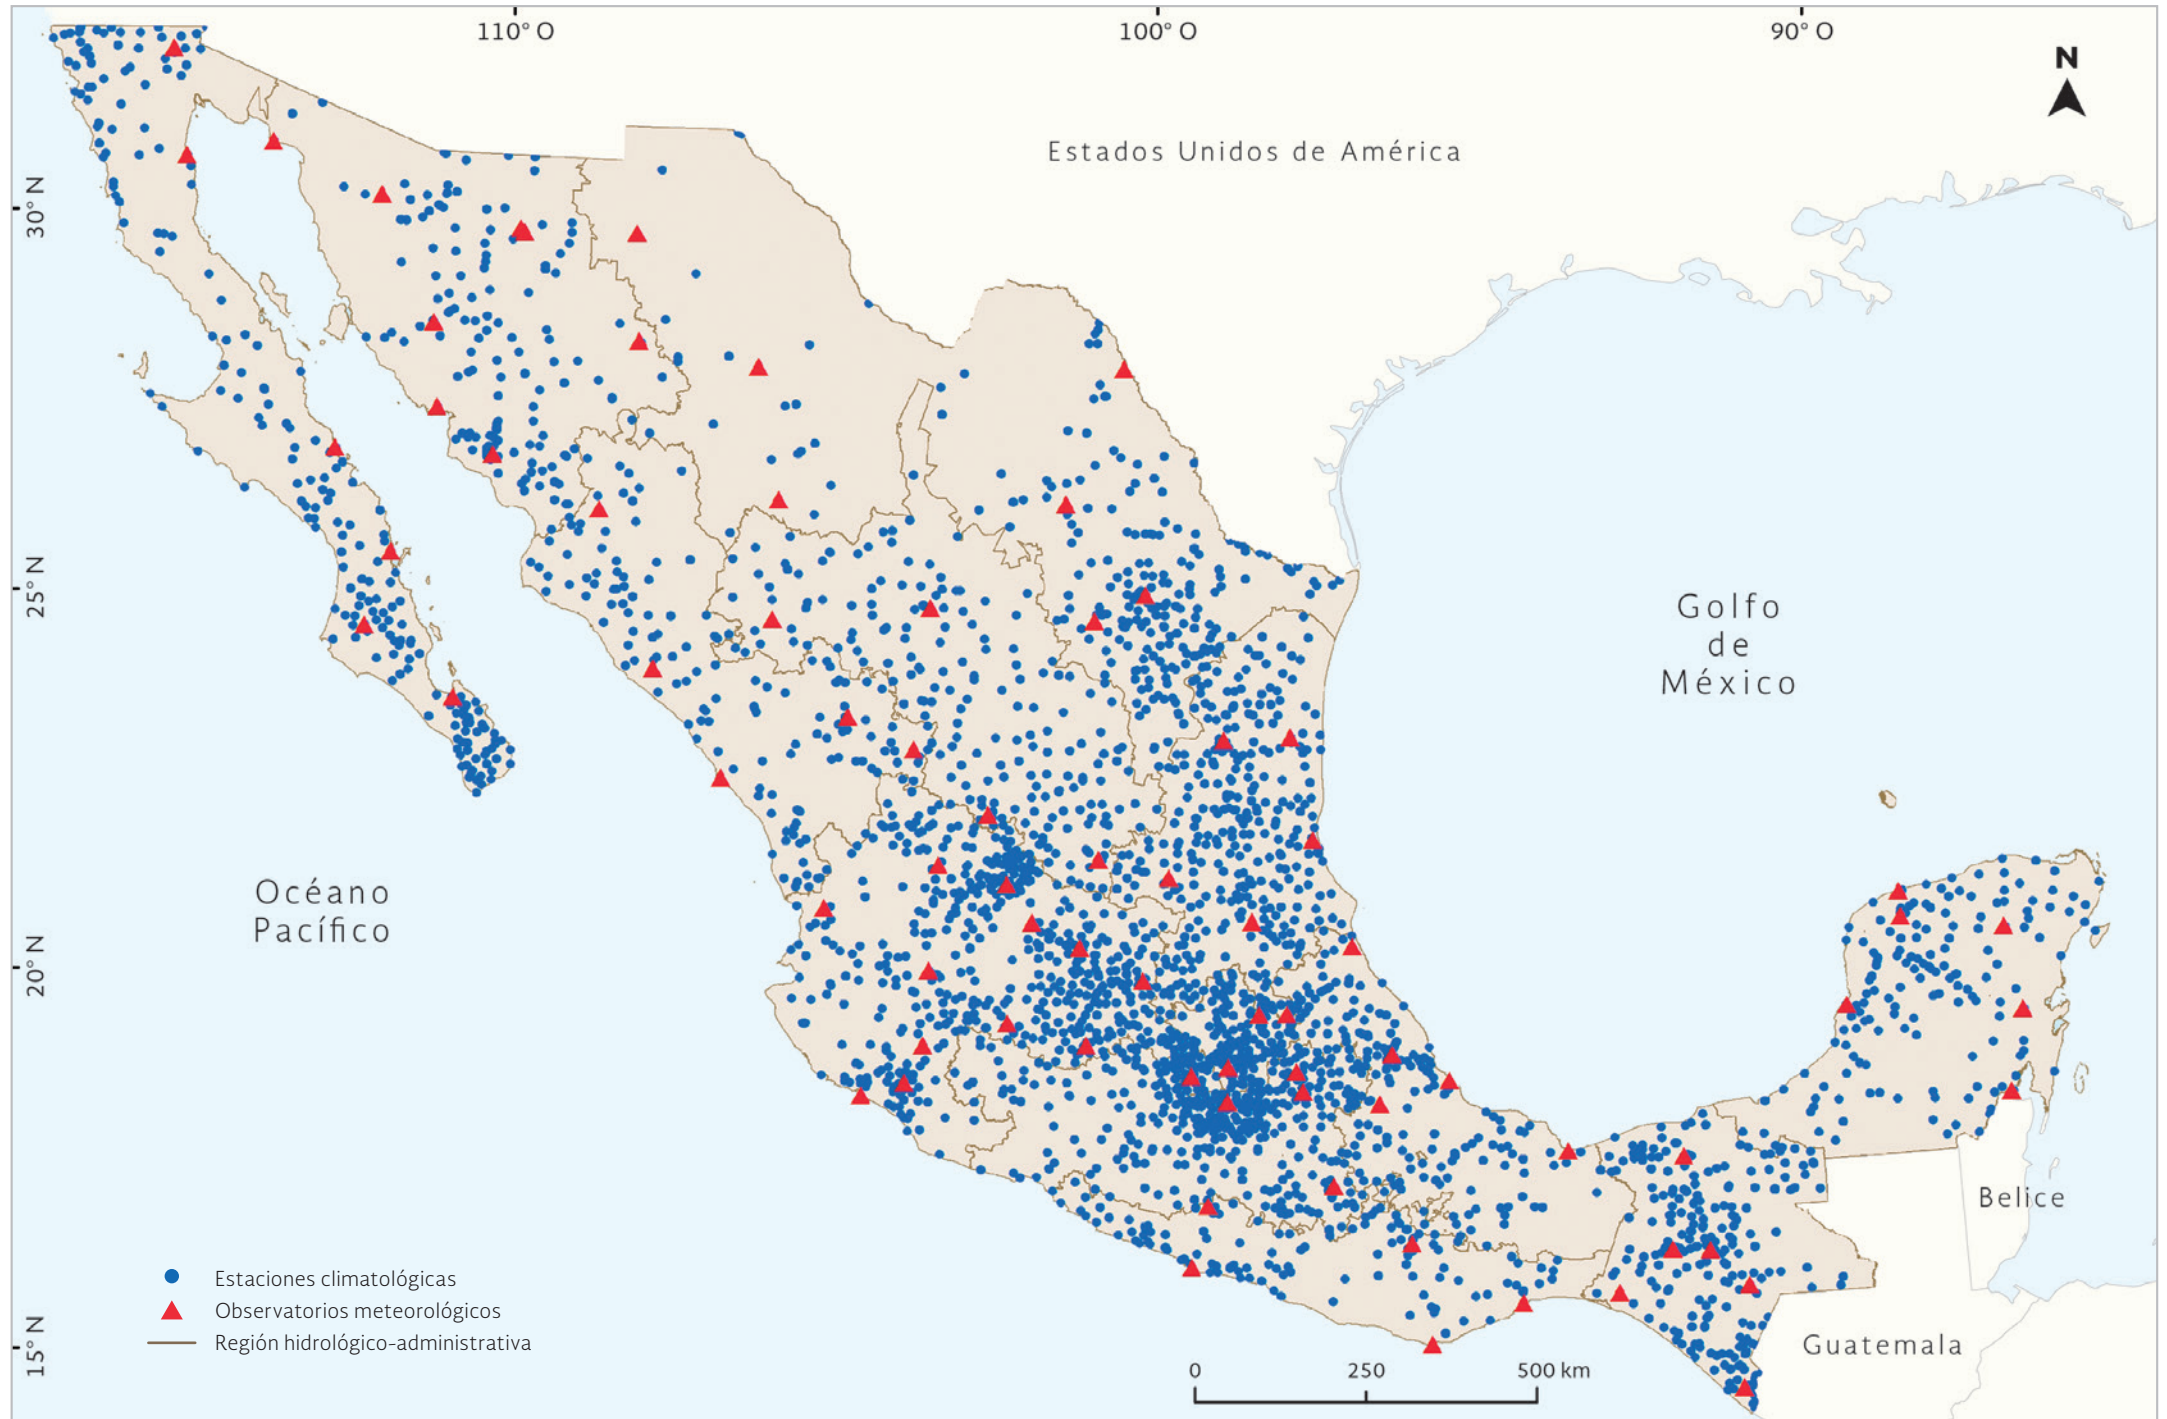 110° O
100° O
90° O
N
Estados Unidos de América
30° N
25° N
Golfo
de
México
Océano
Pacífico
20° N
Belice
Estaciones climatológicas
Observatorios meteorológicos
Región hidrológico-administrativa
15° N
Guatemala
0
250
500 km